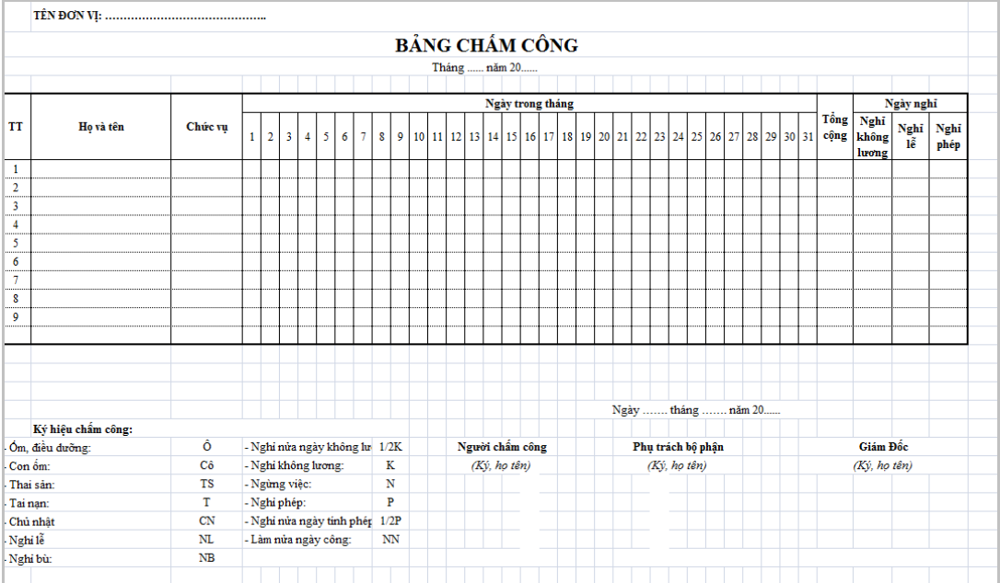 TÊN ĐƠN VỊ: ............................................
BẢNG CHẤM CÔNG
Tháng ...... năm 20......
TT Họ và tên Chức vụ Ngày trong tháng Tổng cộng Ngày nghỉ
1 2 3 4 5 6 7 8 9 10 11 12 13 14 15 16 17 18 19 20 21 22 23 24 25 26 27 28 29 30 31 Nghỉ không lương Nghỉ lễ Nghỉ phép
1
2
3
4
5
6
7
8
9
Ngày ....... tháng ....... năm 20......
Ký hiệu chấm công:
- Ốm, điều dưỡng: Ô - Nghỉ nửa ngày không lư 1/2K Người chấm công Phụ trách bộ phận Giám Đốc
- Con ốm: Cô - Nghỉ không lương: K (Ký, họ tên) (Ký, họ tên) (Ký, họ tên)
- Thai sản: TS - Ngừng việc: N
- Tai nạn: T - Nghỉ phép: P
- Chủ nhật CN - Nghỉ nửa ngày tính phép 1/2P
- Nghỉ lễ NL - Làm nửa ngày công: NN
- Nghỉ bù: NB